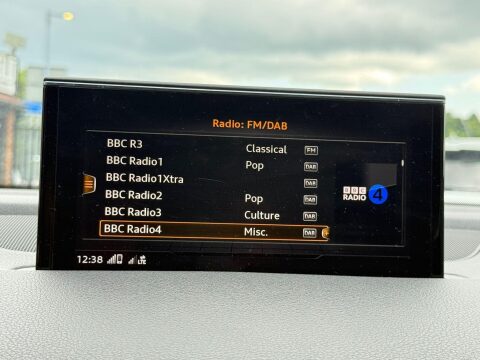 Radio: FM/DAB
BBC R3 Classical FM
BBC Radio1 Pop DAB
BBC Radio1Xtra DAB
BBC Radio2 Pop DAB
BBC Radio3 Culture DAB
BBC Radio4 Misc. DAB
BBC
RADIO 4
12:38 LTE